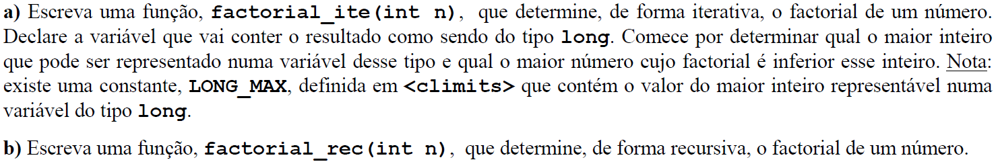 a) Escreva uma função, factorial_ite(int n), que determine, de forma iterativa, o factorial de um número.
Declare a variável que vai conter o resultado como sendo do tipo long. Comece por determinar qual o maior inteiro
que pode ser representado numa variável desse tipo e qual o maior número cujo factorial é inferior esse inteiro. Nota:
existe uma constante, LONG_MAX, definida em <climits> que contém o valor do maior inteiro representável numa
variável do tipo long.
b) Escreva uma função, factorial_rec(int n), que determine, de forma recursiva, o factorial de um número.